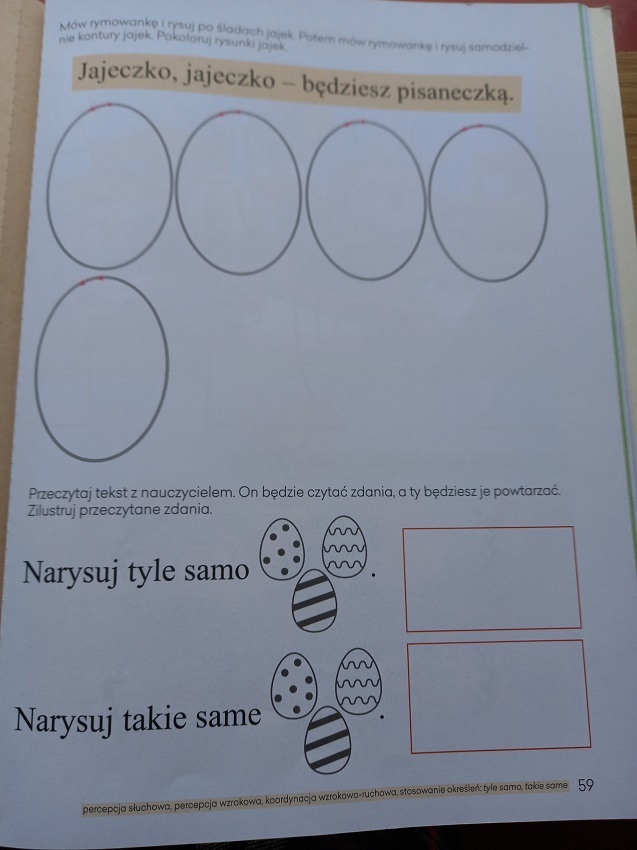 Mów rymowankę i rysuj po śladach jajek. Potem mów rymowankę i rysuj samodziel-
nie kontury jajek. Pokoloruj rysunki jajek.
Jajeczko, jajeczko – będziesz pisaneczką.
Przeczytaj tekst z nauczycielem. On będzie czytać zdania, a ty będziesz je powtarzać.
Zilustruj przeczytane zdania.
Narysuj tyle samo .
Narysuj takie same .
percepcja słuchowa, percepcja wzrokowa, koordynacja wzrokowo-ruchowa, stosowanie określeń: tyle samo, takie same 59